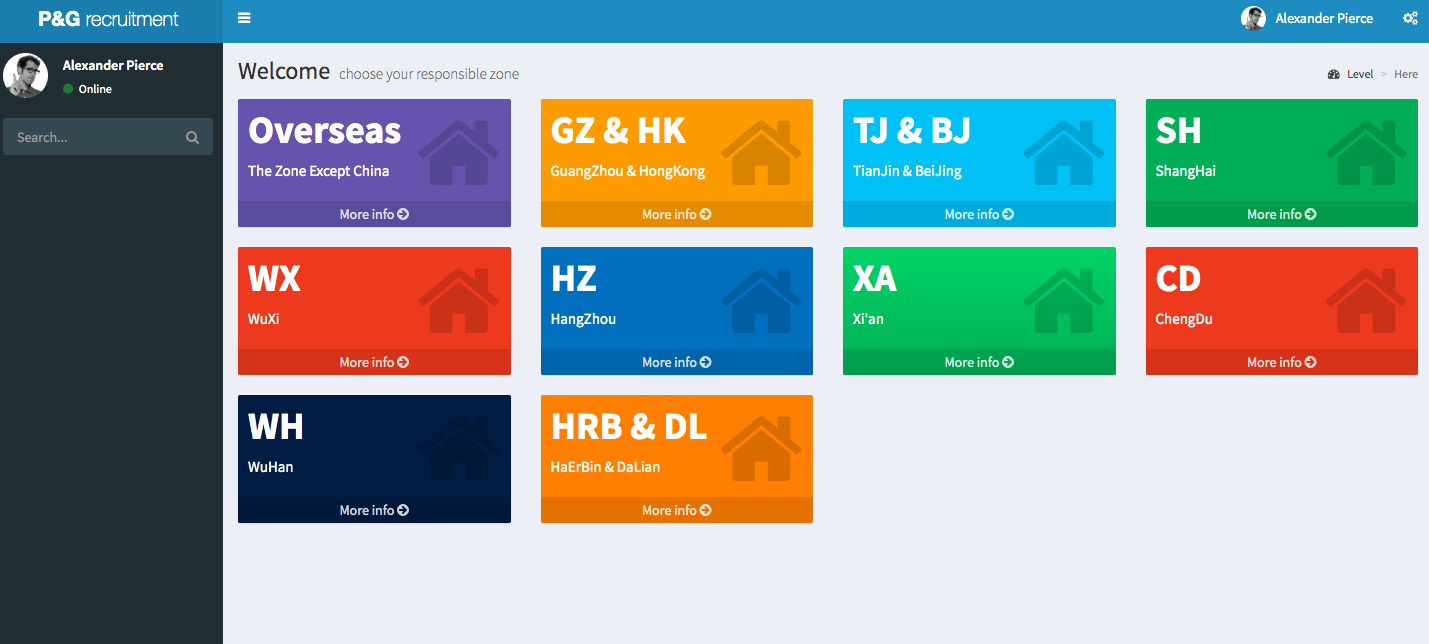 P&G recruitment
Alexander Pierce
Alexander Pierce
Online
Search...
Welcome choose your responsible zone
Level > Here
Overseas
The Zone Except China
More info
GZ & HK
GuangZhou & HongKong
More info
TJ & BJ
TianJin & BeiJing
More info
SH
ShangHai
More info
WX
WuXi
More info
HZ
HangZhou
More info
XA
Xi'an
More info
CD
ChengDu
More info
WH
WuHan
More info
HRB & DL
HaErBin & DaLian
More info